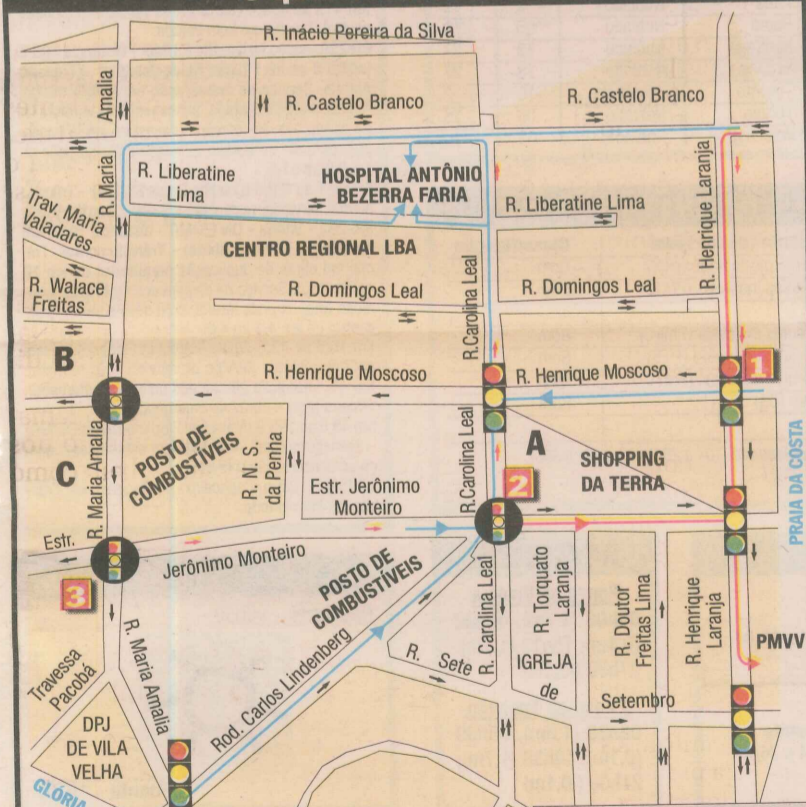 R. Inácio Pereira da Silva
Amalia
R. Castelo Branco
R. Castelo Branco
R. Maria
R. Liberatine
Lima
HOSPITAL ANTÔNIO
BEZERRA FARIA
R. Liberatine Lima
R. Henrique Laranja
Trav. Maria
Valadares
CENTRO REGIONAL LBA
R. Walace
Freitas
R. Domingos Leal
R. Domingos Leal
R.Carolina Leal
B
R. Henrique Moscoso
R. Henrique Moscoso
1
C
R. Maria Amalia
POSTO DE
COMBUSTÍVEIS
R. N. S.
da Penha
Estr. Jerônimo
Monteiro
R.Carolina Leal
A
2
SHOPPING
DA TERRA
PRAIA DA COSTA
Estr.
Jerônimo Monteiro
3
POSTO DE
COMBUSTÍVEIS
R. Carolina Leal
R. Torquato
Laranja
R. Doutor
Freitas Lima
R. Henrique
Laranja
PMVV
Travessa
Pacobá
R. Maria Amalia
Rod. Carlos Lindenberg
R. Sete
IGREJA
de
Setembro
DPJ
DE VILA
VELHA
GLÓRIA